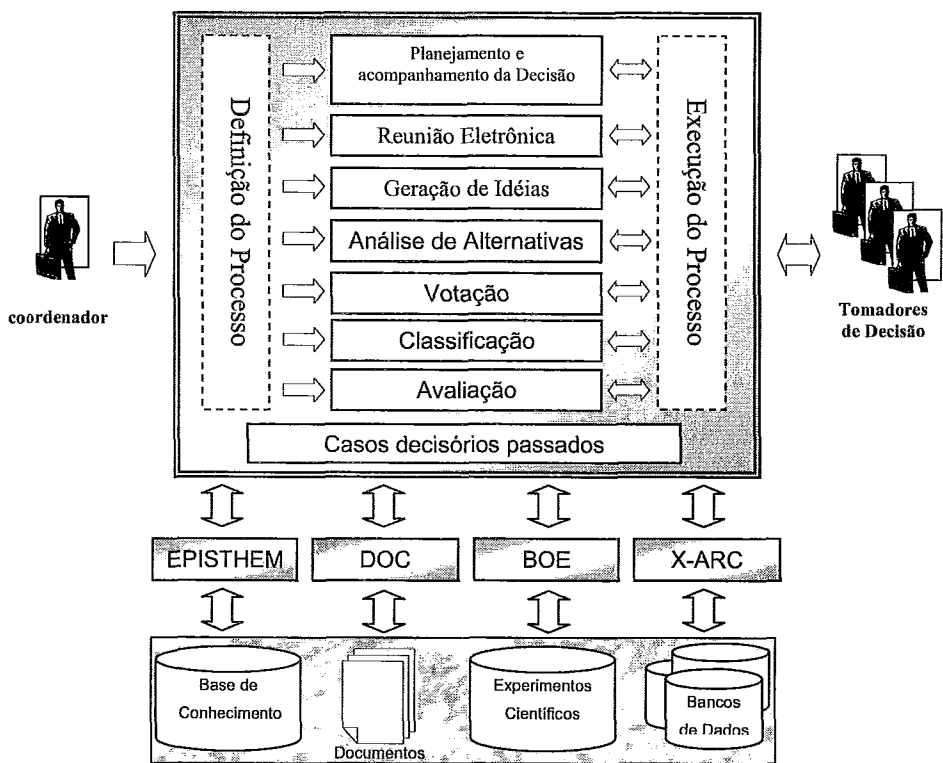 Planejamento e
acompanhamento da Decisão
Definição do Processo
Execução do Processo
Reunião Eletrônica
Geração de Idéias
Análise de Alternativas
Votação
Classificação
Avaliação
coordenador
Tomadores
de Decisão
Casos decisórios passados
EPISTHEM
DOC
BOE
X-ARC
Base de
Conhecimento
Documentos
Experimentos
Científicos
Bancos
de Dados